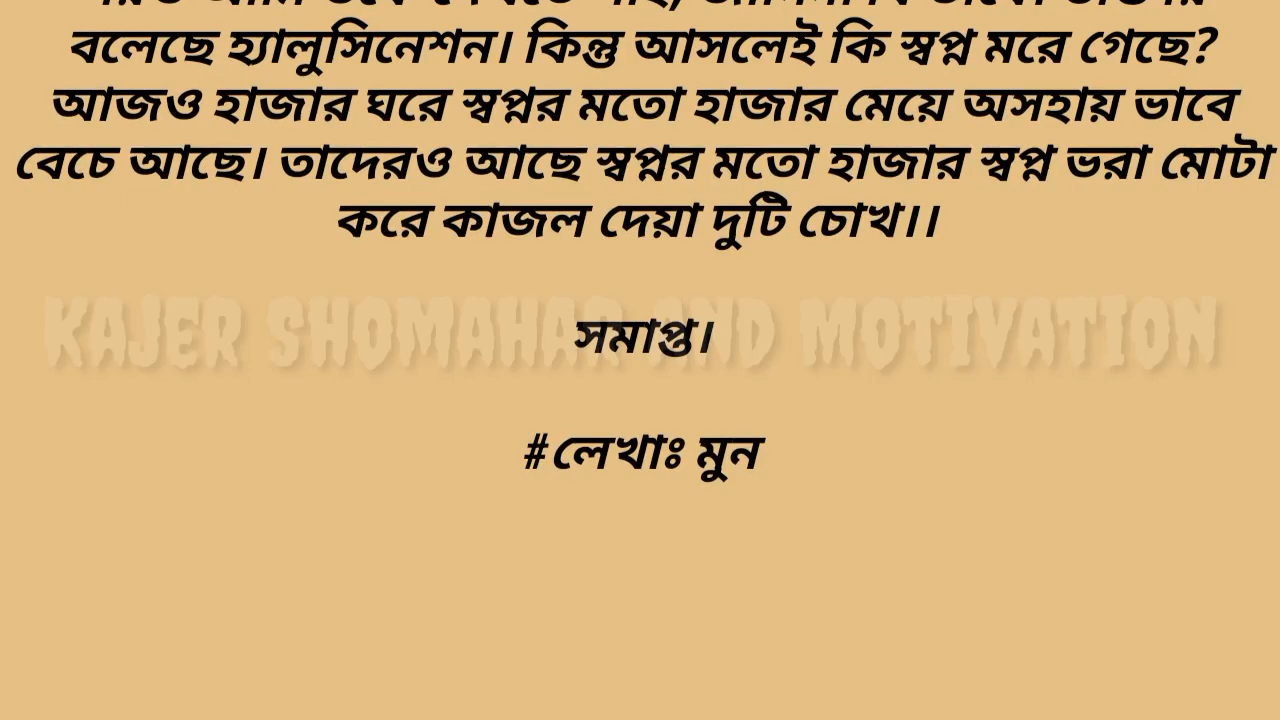 বলেছে হ্যালুসিনেশন। কিন্তু আসলেই কি স্বপ্ন মরে গেছে?
আজও হাজার ঘরে স্বপ্নর মতো হাজার মেয়ে অসহায় ভাবে
বেচে আছে। তাদেরও আছে স্বপ্নর মতো হাজার স্বপ্ন ভরা মোটা
করে কাজল দেয়া দুটি চোখ।।
KAJER SHOMAHAR AND MOTIVATION
সমাপ্ত।
#লেখাঃ মুন